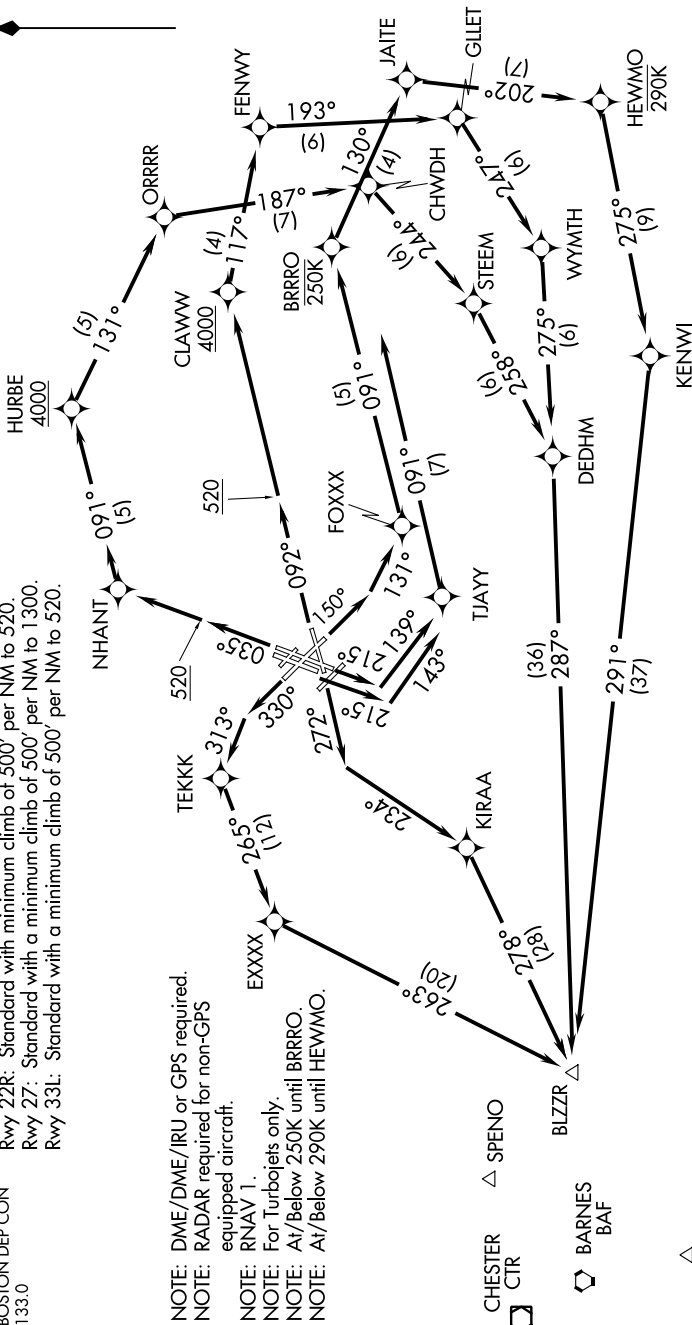 BOSTON DEP CON
133.0
Rwy 22R: Standard with minimum climb of 500' per NM to 520.
Rwy 27: Standard with a minimum climb of 500' per NM to 1300.
Rwy 33L: Standard with a minimum climb of 500' per NM to 520.
NOTE: DME/DME/IRU or GPS required.
NOTE: RADAR required for non-GPS
equipped aircraft.
NOTE: RNAV 1.
NOTE: For Turbojets only.
NOTE: At/Below 250K until BRRRO.
NOTE: At/Below 290K until HEWMO.
HURBE
4000
091°
(5)
131°
(5)
NHANT
ORRRR
FENWY
JAITE
GLLET
187°
(7)
193°
(9)
117°
(4)
CLAWW
4000
130°
(4)
CHWDH
202°
(7)
HEWMO
290K
BRRRO
250K
244°
(6)
247°
(6)
STEEM
WYMTH
275°
(9)
258°
(6)
275°
(6)
KENWI
DEDHM
520
035°
520
092°
FOXXX
091°
(5)
091°
(7)
150°
131°
TJAYY
215°
139°
215°
143°
330°
313°
TEKKK
265°
(12)
EXXXX
263°
(20)
272°
234°
KIRAA
278°
(28)
287°
(36)
291°
(37)
BLZZR
SPENO
CHESTER
CTR
BARNES
BAF